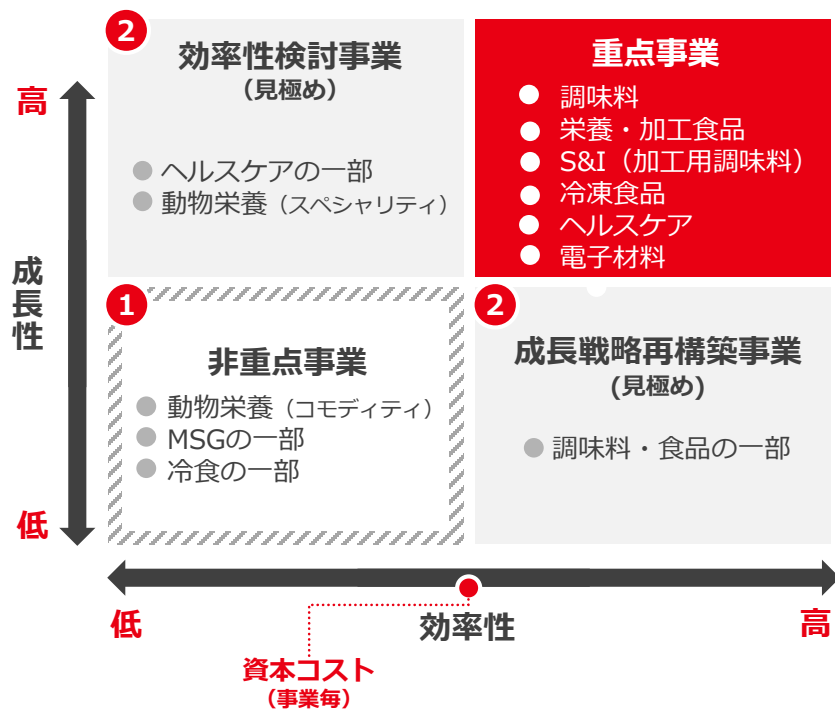 2
効率性検討事業
(見極め)
ヘルスケアの一部
動物栄養（スペシャリティ）
重点事業
調味料
栄養・加工食品
S&I（加工用調味料）
冷凍食品
ヘルスケア
電子材料
高
成長性
低
1
非重点事業
動物栄養（コモディティ）
MSGの一部
冷食の一部
2
成長戦略再構築事業
(見極め)
調味料・食品の一部
低
効率性
高
資本コスト
（事業毎）